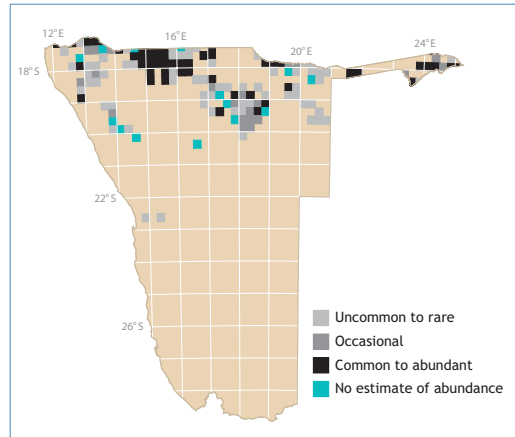 12°E 16°E 20°E 24°E
18°S
22°S
26°S
Uncommon to rare
Occasional
Common to abundant
No estimate of abundance